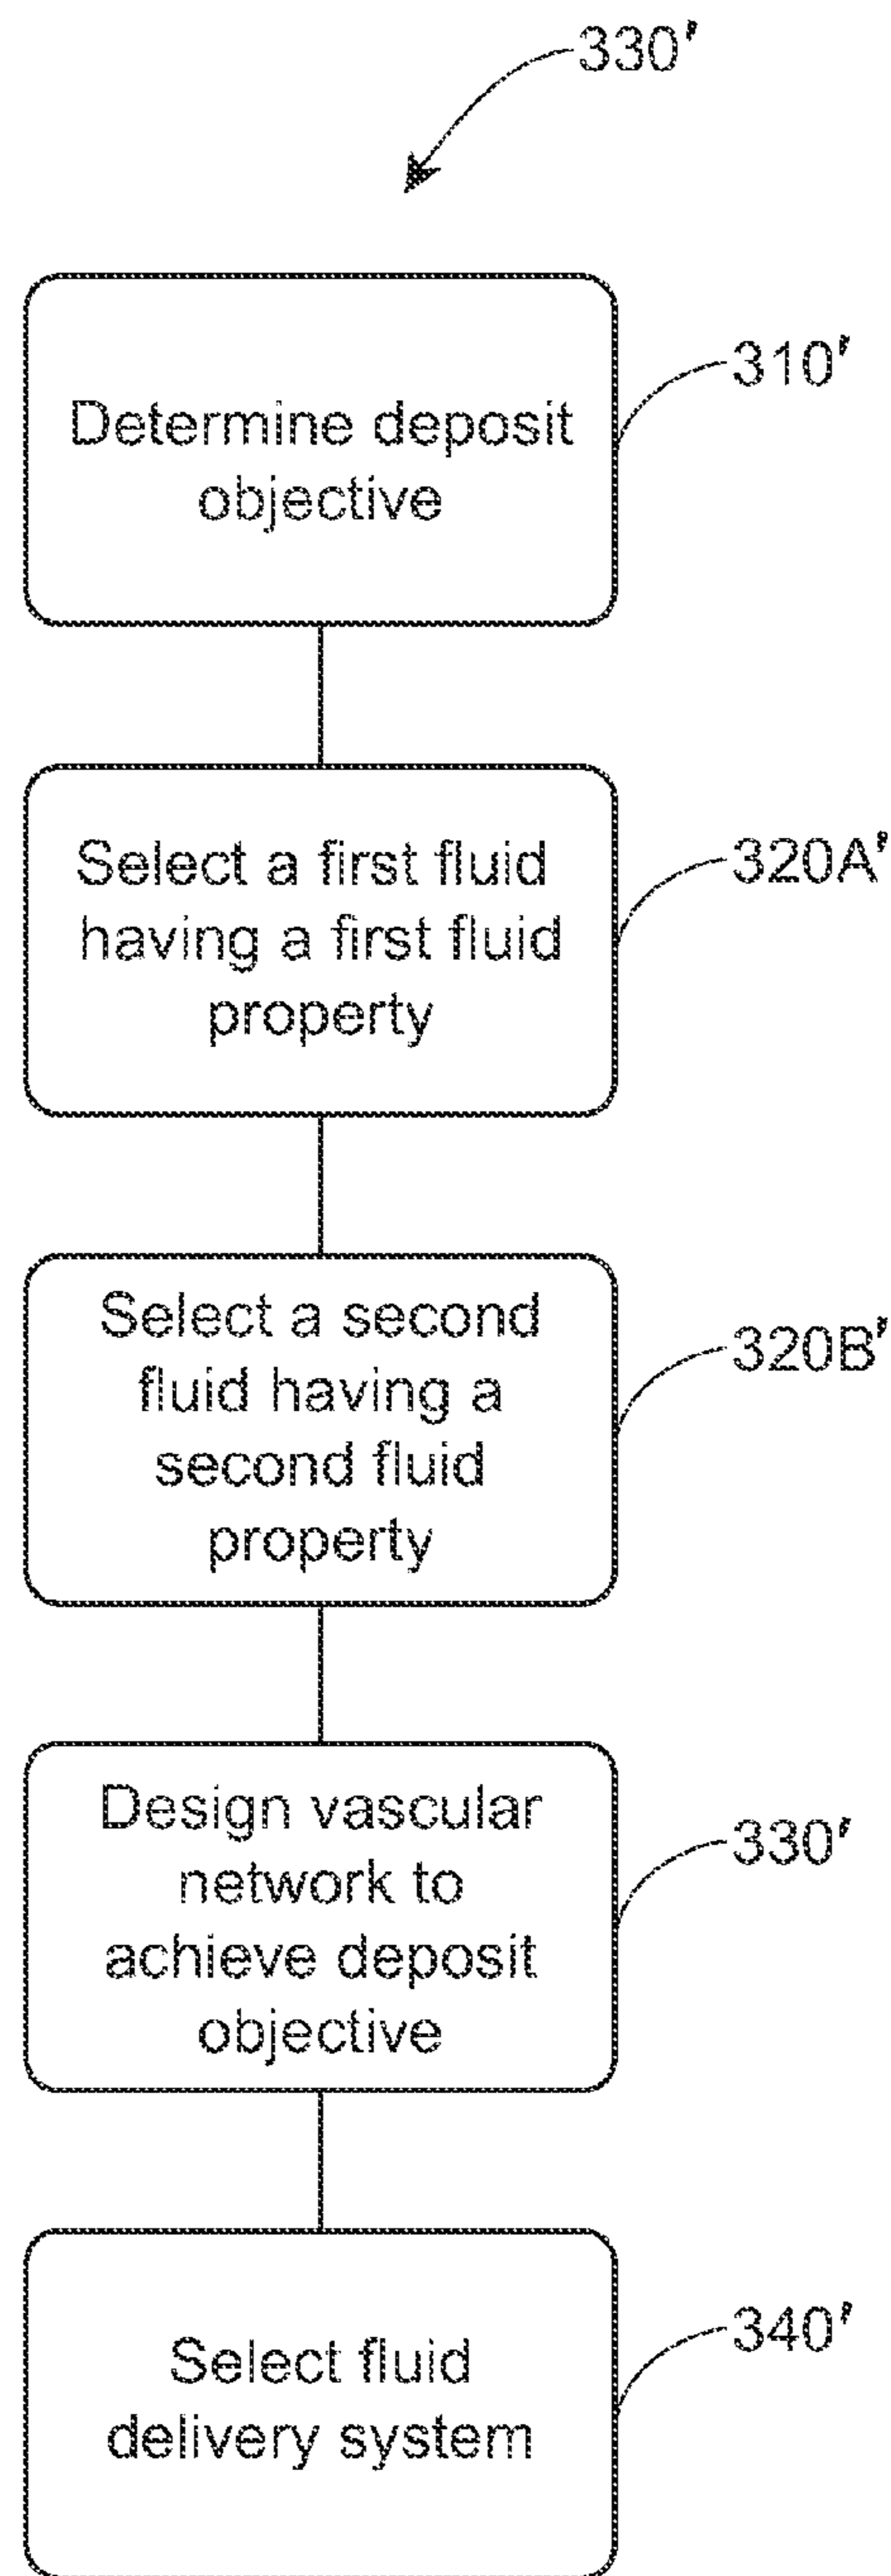 330'
Determine deposit
objective
310'
Select a first fluid
having a first fluid
property
320A'
Select a second
fluid having a
second fluid
property
320B'
Design vascular
network to
achieve deposit
objective
330'
Select fluid
delivery system
340'